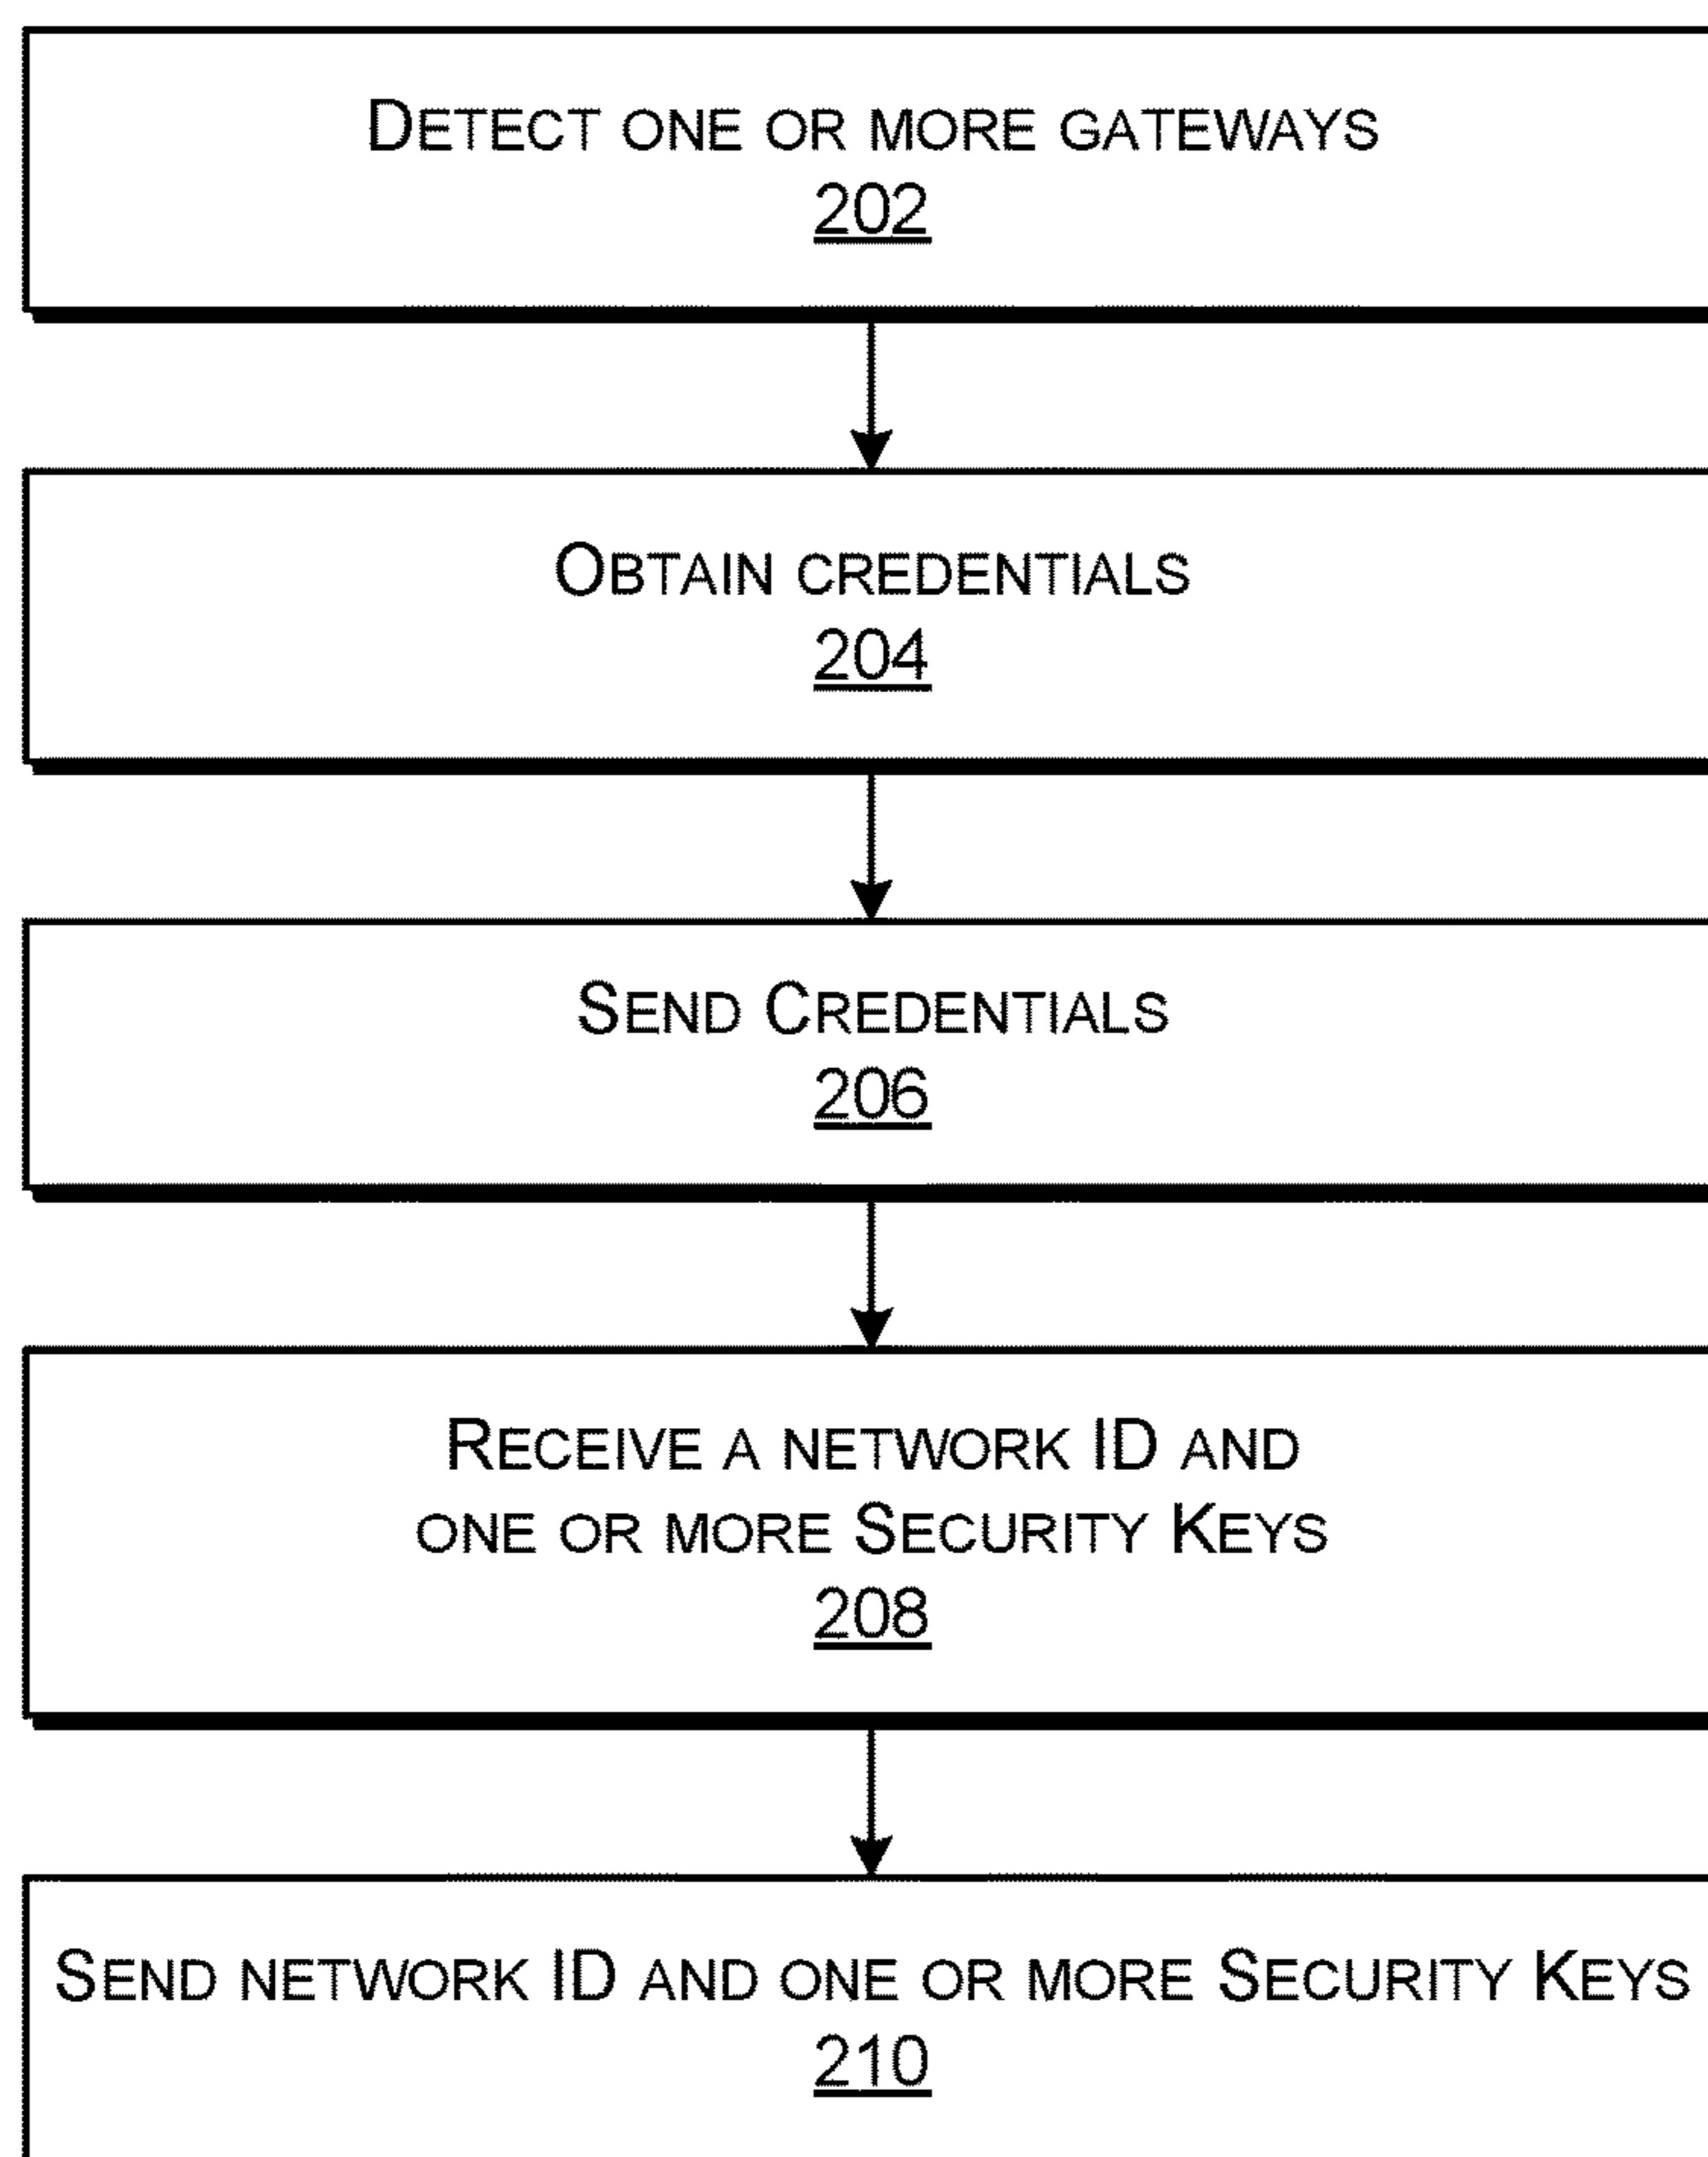 Detect one or more gateways
202
Obtain credentials
204
Send Credentials
206
Receive a network ID and
one or more Security Keys
208
Send network ID and one or more Security Keys
210